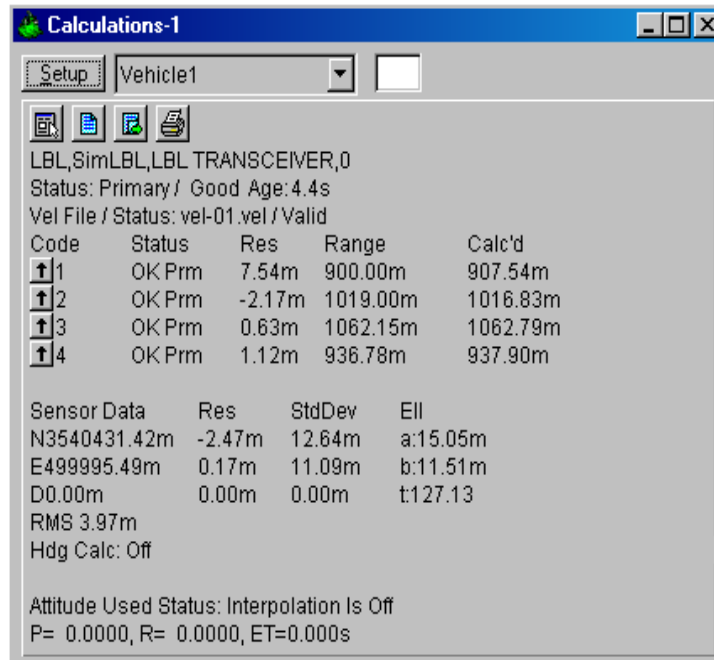 Calculations-1
Setup Vehicle1
LBL,SimLBL,LBL TRANSCEIVER,0
Status: Primary / Good Age:4.4s
Vel File / Status: vel-01.vel / Valid
Code Status Res Range Calc'd
1 OK Prm 7.54m 900.00m 907.54m
2 OK Prm -2.17m 1019.00m 1016.83m
3 OK Prm 0.63m 1062.15m 1062.79m
4 OK Prm 1.12m 936.78m 937.90m
Sensor Data Res StdDev Ell
N3540431.42m -2.47m 12.64m a:15.05m
E499995.49m 0.17m 11.09m b:11.51m
D0.00m 0.00m 0.00m t:127.13
RMS 3.97m
Hdg Calc: Off
Attitude Used Status: Interpolation Is Off
P= 0.0000, R= 0.0000, ET=0.000s